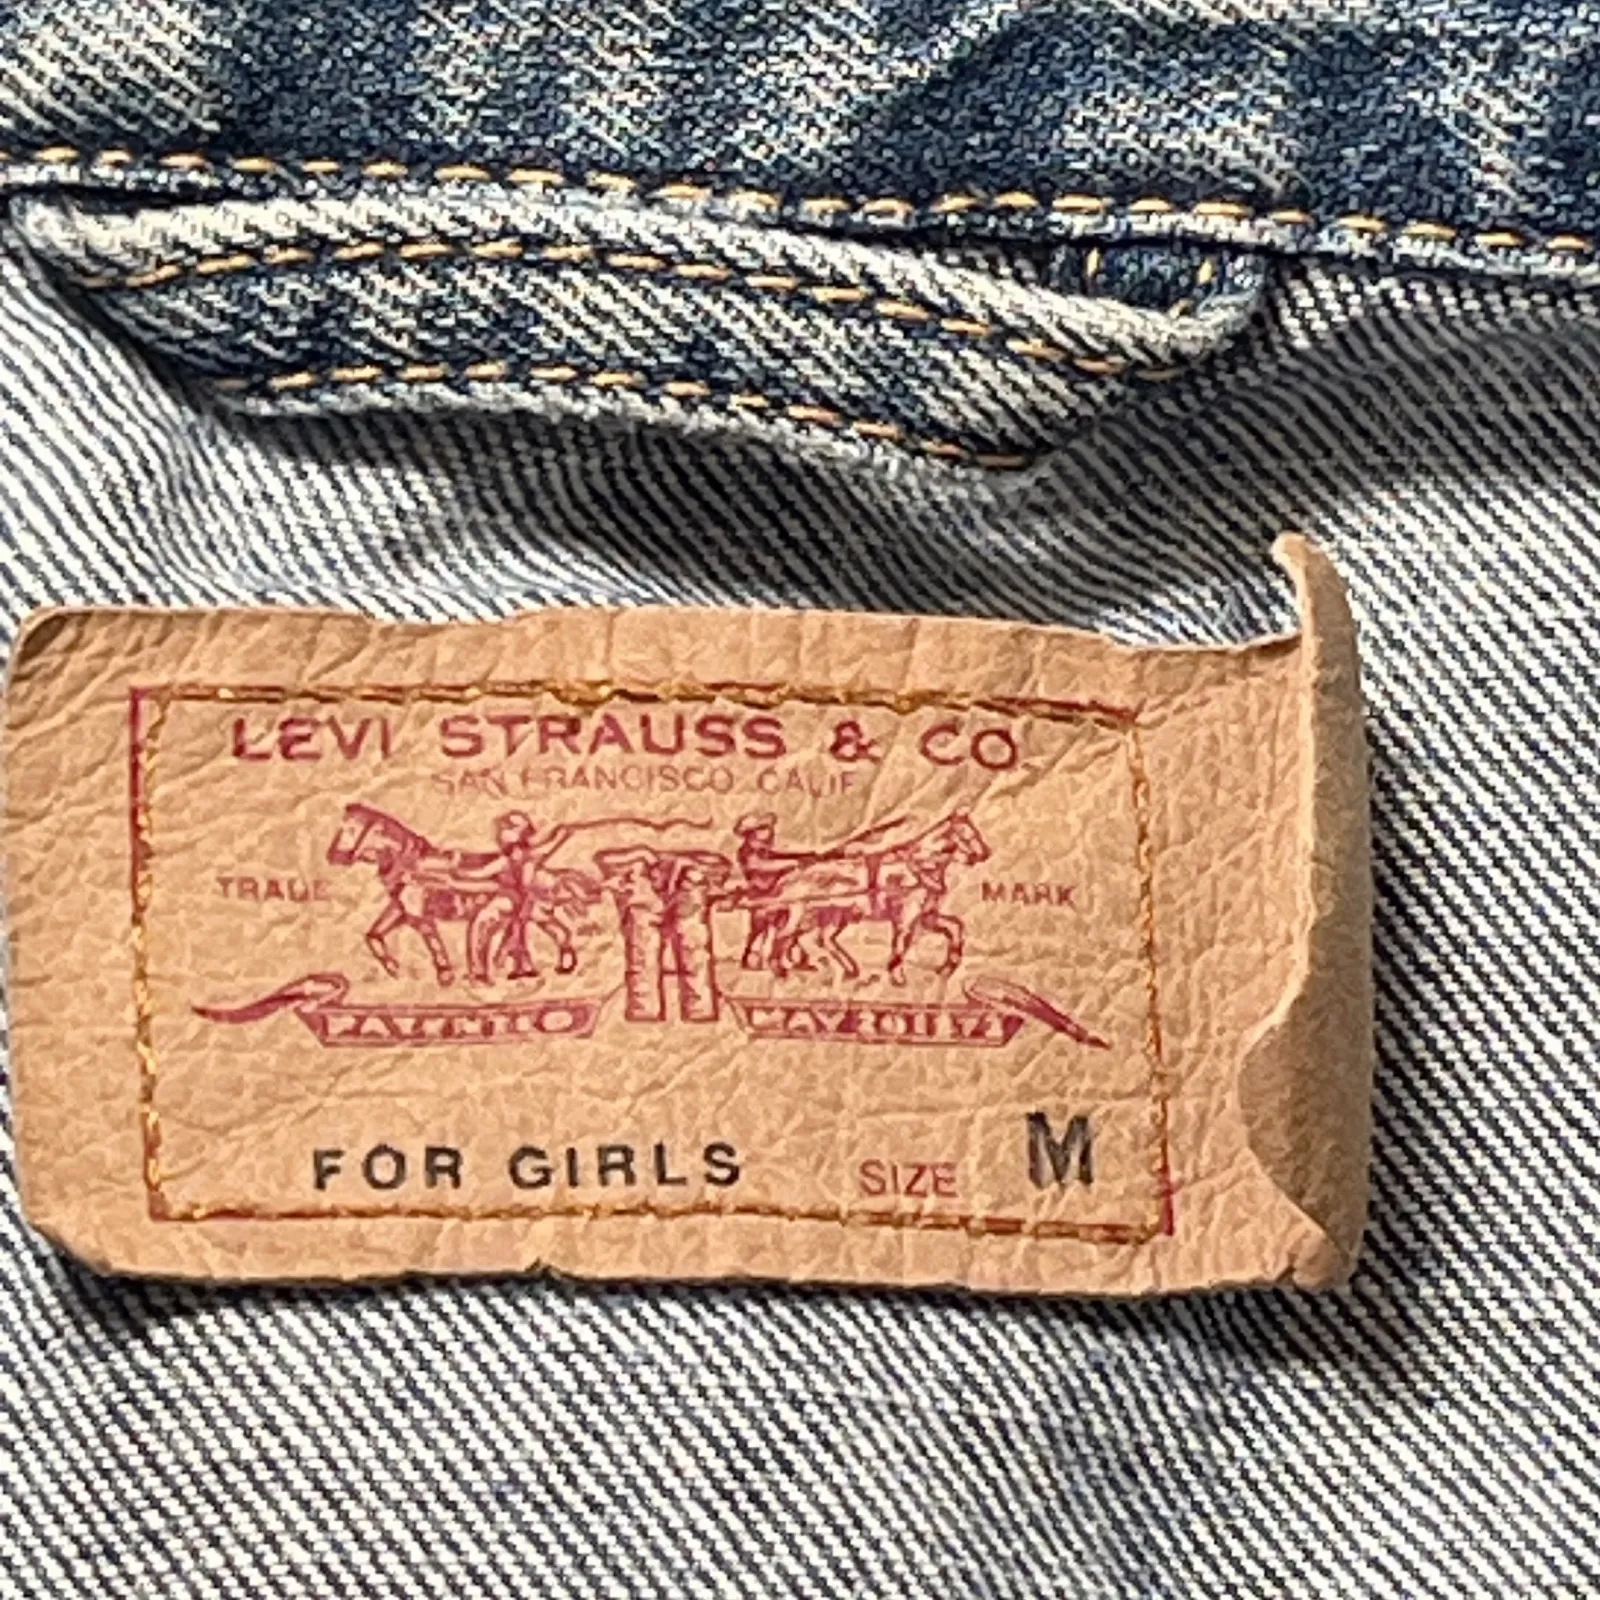 LEVI STRAUSS & CO.
SAN FRANCISCO, CALIF
TRADE MARK
FOR GIRLS SIZE M